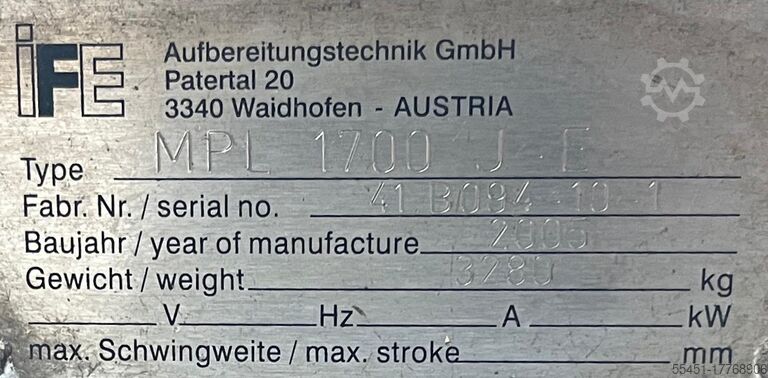 iFE
Aufbereitungstechnik GmbH
Patertal 20
3340 Waidhofen - AUSTRIA
Type MPL 1700 J-E
Fabr. Nr. / serial no. 41 B094-10-1
Baujahr / year of manufacture 2005
Gewicht / weight 3280 kg
V Hz A kW
max. Schwingweite / max. stroke mm
55451-17768906